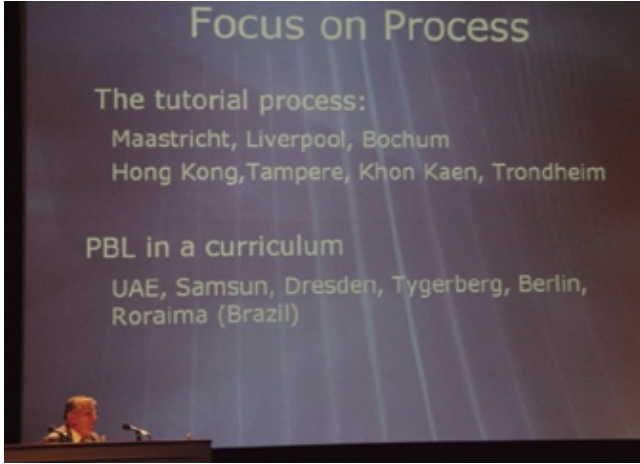 Focus on Process
The tutorial process:
Maastricht, Liverpool, Bochum
Hong Kong,Tampere, Khon Kaen, Trondheim
PBL in a curriculum
UAE, Samsun, Dresden, Tygerberg, Berlin,
Roraima (Brazil)